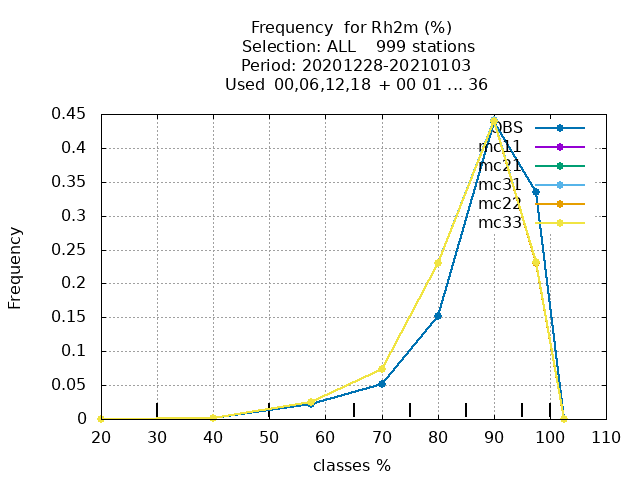 Frequency for Rh2m (%)
Selection: ALL 999 stations
Period: 20201228-20210103
Used 00,06,12,18 + 00 01 ... 36
0.45
0.4
0.35
0.3
0.25
0.2
0.15
0.1
0.05
0
Frequency
OBS
mc11
mc21
mc31
mc22
mc33
20 30 40 50 60 70 80 90 100 110
classes %